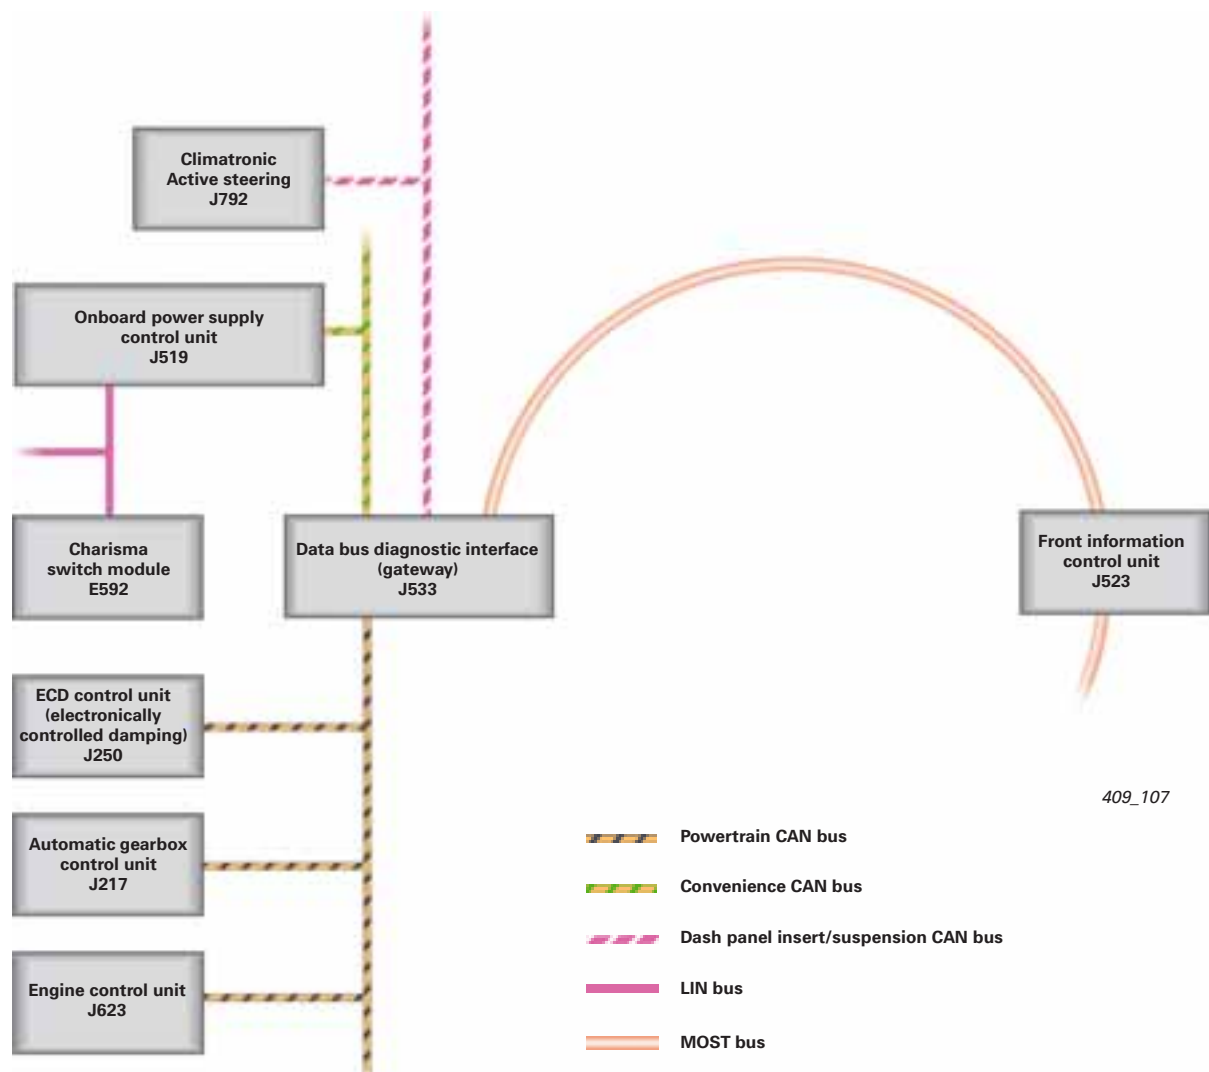 Climatronic
Active steering
J792
Onboard power supply
control unit
J519
Charisma
switch module
E592
Data bus diagnostic interface
(gateway)
J533
Front information
control unit
J523
ECD control unit
(electronically
controlled damping)
J250
Automatic gearbox
control unit
J217
Engine control unit
J623
409_107
Powertrain CAN bus
Convenience CAN bus
Dash panel insert/suspension CAN bus
LIN bus
MOST bus